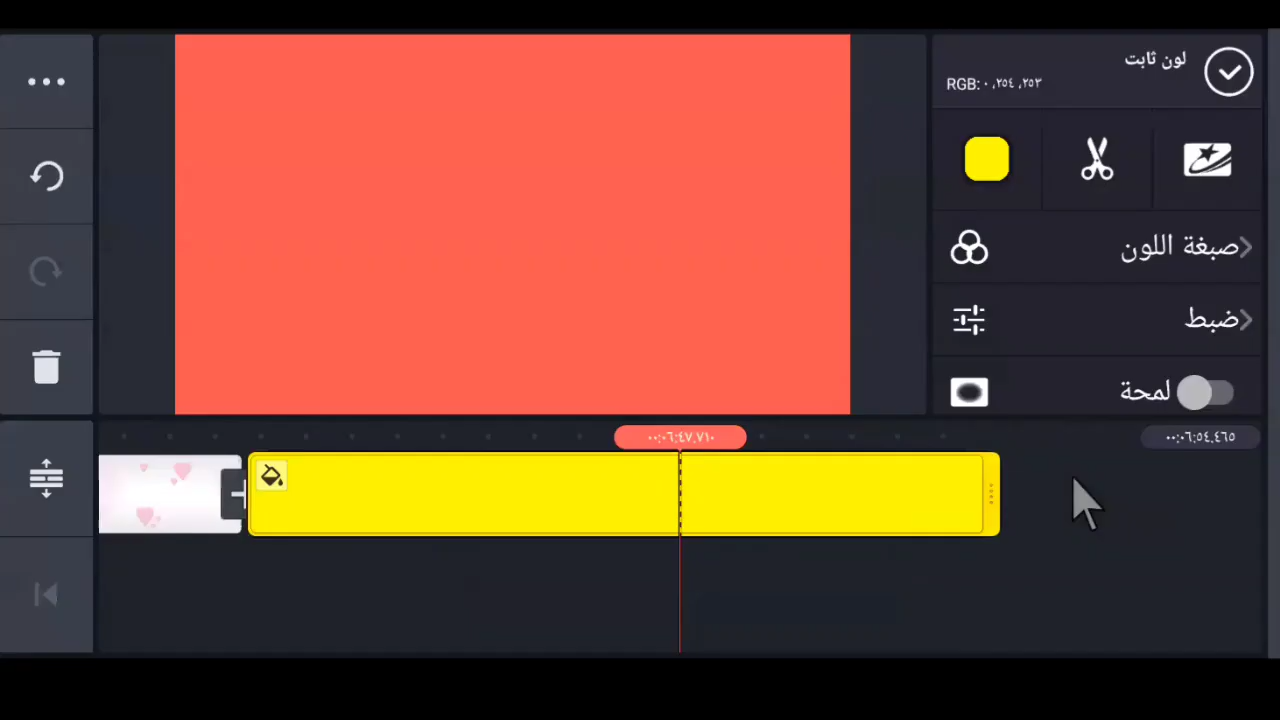 لون ثابت
RGB: ٠،٢٥٤،٢٥٣
صبغة اللون
ضبط
لمحة
٠٠:٠٦:٤٧,٧١٠
٠٠:٠٦:٥٤,٤٦٥